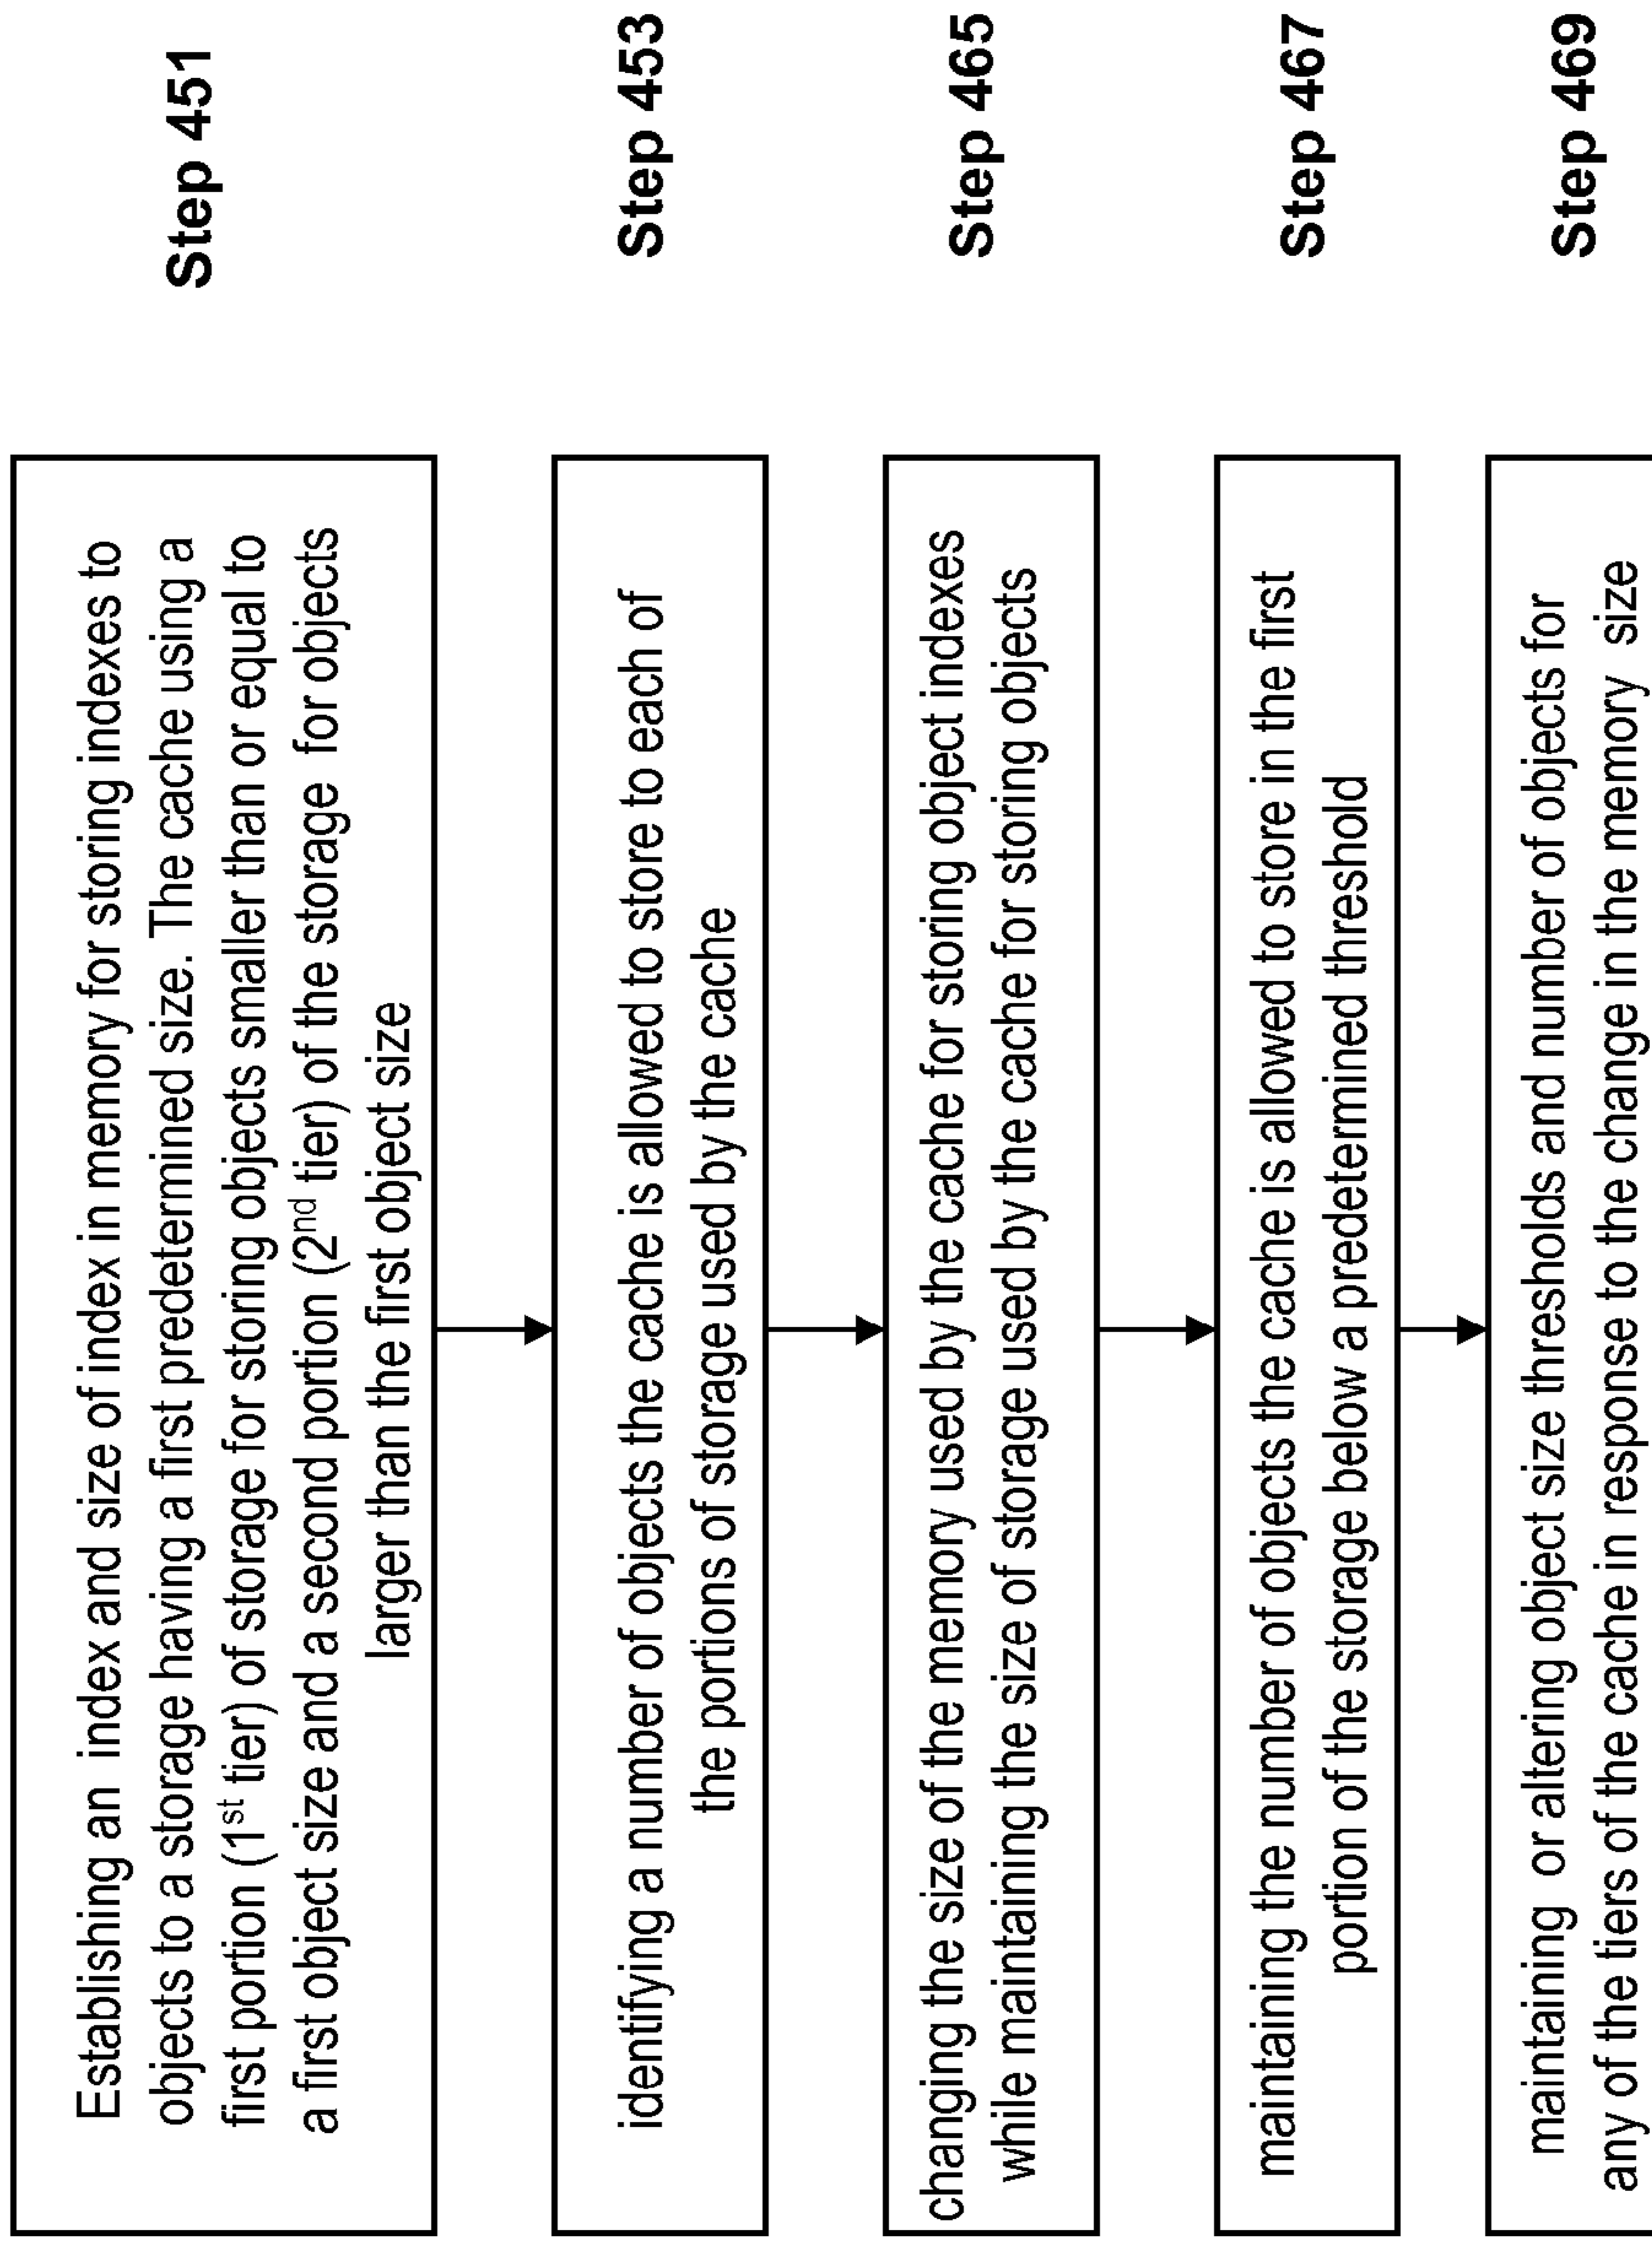 Establishing an index and size of index in memory for storing indexes to
objects to a storage having a first predetermined size. The cache using a
first portion (1st tier) of storage for storing objects smaller than or equal to
a first object size and a second portion (2nd tier) of the storage for objects
larger than the first object size
Step 451
identifying a number of objects the cache is allowed to store to each of
the portions of storage used by the cache
Step 453
changing the size of the memory used by the cache for storing object indexes
while maintaining the size of storage used by the cache for storing objects
Step 465
maintaining the number of objects the cache is allowed to store in the first
portion of the storage below a predetermined threshold
Step 467
maintaining or altering object size thresholds and number of objects for
any of the tiers of the cache in response to the change in the memory size
Step 469